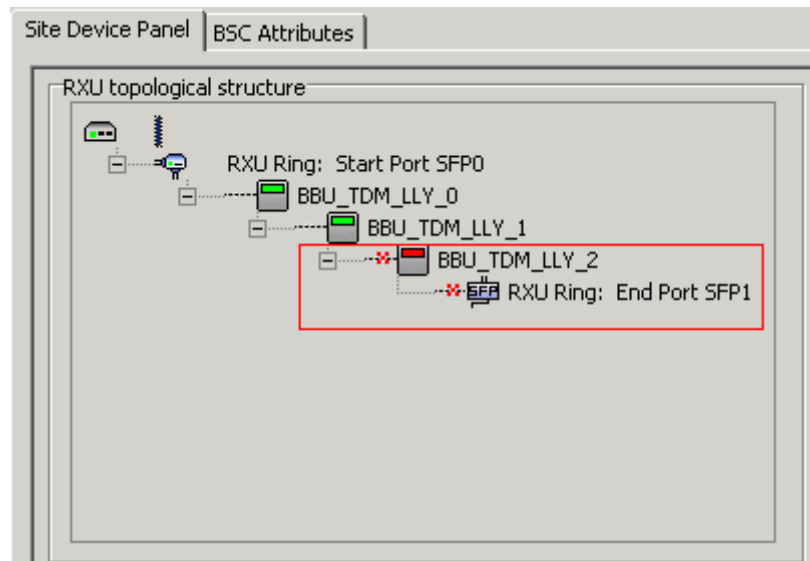 Site Device Panel
BSC Attributes
RXU topological structure
RXU Ring: Start Port SFP0
BBU_TDM_LLY_0
BBU_TDM_LLY_1
BBU_TDM_LLY_2
SFP RXU Ring: End Port SFP1